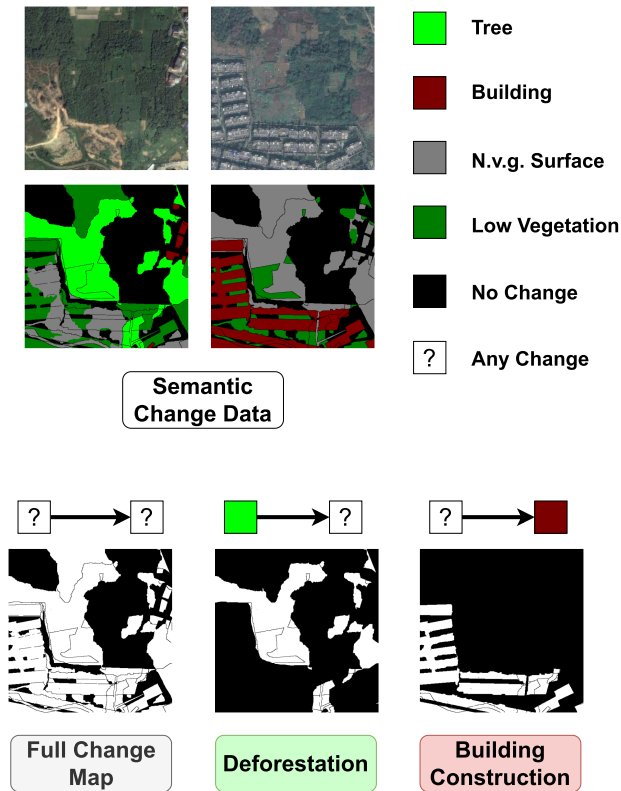 Tree
Building
N.v.g. Surface
Low Vegetation
No Change
? Any Change
Semantic
Change Data
? ?
?
?
Full Change
Map
Deforestation
Building
Construction